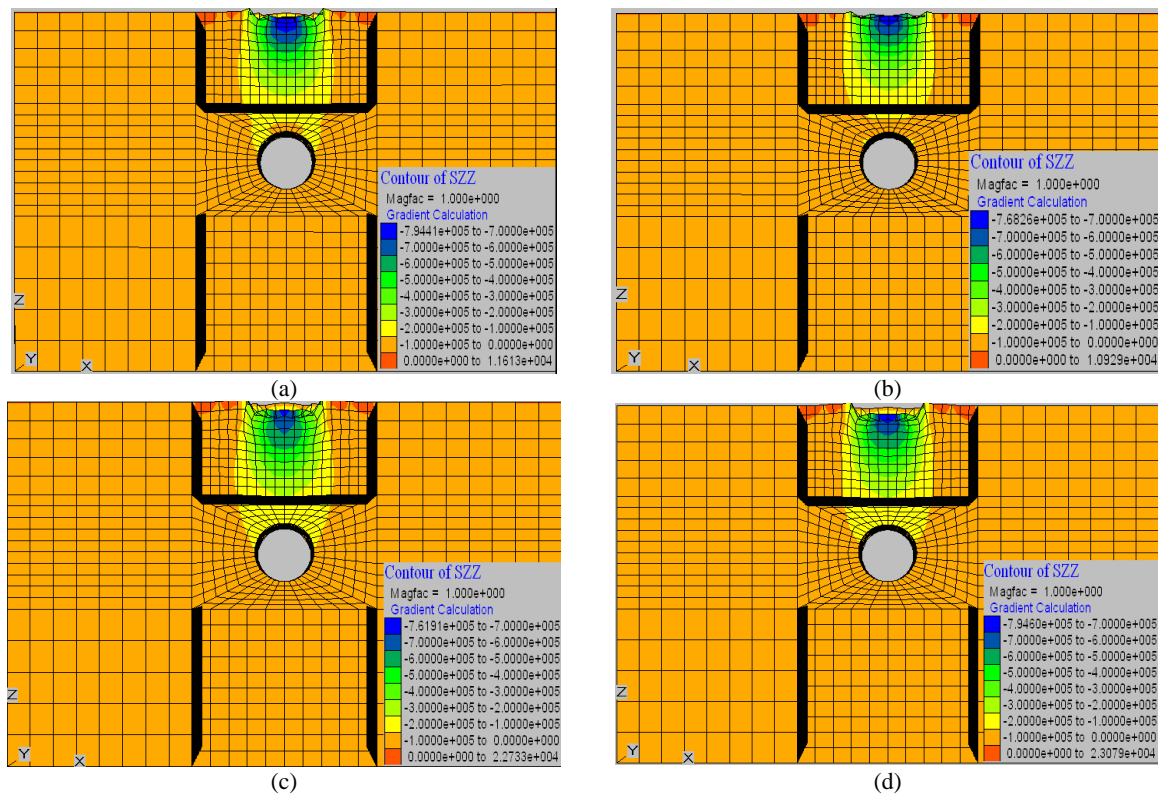 Z
Y
X
Contour of SZZ
Magfac = 1.000e+000
Gradient Calculation
-7.9441e+005 to -7.0000e+005
-7.0000e+005 to -6.0000e+005
-6.0000e+005 to -5.0000e+005
-5.0000e+005 to -4.0000e+005
-4.0000e+005 to -3.0000e+005
-3.0000e+005 to -2.0000e+005
-2.0000e+005 to -1.0000e+005
-1.0000e+005 to 0.0000e+000
0.0000e+000 to 1.1613e+004
(a)
Z
Y
X
Contour of SZZ
Magfac = 1.000e+000
Gradient Calculation
-7.6826e+005 to -7.0000e+005
-7.0000e+005 to -6.0000e+005
-6.0000e+005 to -5.0000e+005
-5.0000e+005 to -4.0000e+005
-4.0000e+005 to -3.0000e+005
-3.0000e+005 to -2.0000e+005
-2.0000e+005 to -1.0000e+005
-1.0000e+005 to 0.0000e+000
0.0000e+000 to 1.0929e+004
(b)
Z
Y
X
Contour of SZZ
Magfac = 1.000e+000
Gradient Calculation
-7.6191e+005 to -7.0000e+005
-7.0000e+005 to -6.0000e+005
-6.0000e+005 to -5.0000e+005
-5.0000e+005 to -4.0000e+005
-4.0000e+005 to -3.0000e+005
-3.0000e+005 to -2.0000e+005
-2.0000e+005 to -1.0000e+005
-1.0000e+005 to 0.0000e+000
0.0000e+000 to 2.2733e+004
(c)
Z
Y
X
Contour of SZZ
Magfac = 1.000e+000
Gradient Calculation
-7.9460e+005 to -7.0000e+005
-7.0000e+005 to -6.0000e+005
-6.0000e+005 to -5.0000e+005
-5.0000e+005 to -4.0000e+005
-4.0000e+005 to -3.0000e+005
-3.0000e+005 to -2.0000e+005
-2.0000e+005 to -1.0000e+005
-1.0000e+005 to 0.0000e+000
0.0000e+000 to 2.3079e+004
(d)